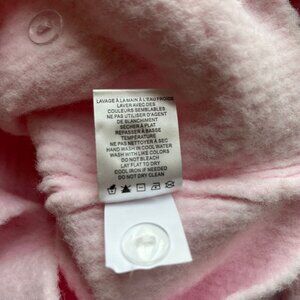 LAVAGE À LA MAIN À L'EAU FROIDE
LAVER AVEC DES
COULEURS SEMBLABLES
NE PAS UTILISER D'AGENT
DE BLANCHIMENT
SÉCHER À PLAT
REPASSER À BASSE
TEMPÉRATURE
NE PAS NETTOYER À SEC
HAND WASH IN COOL WATER
WASH WITH LIKE COLORS
DO NOT BLEACH
LAY FLAT TO DRY
COOL IRON IF NEEDED
DO NOT DRY CLEAN